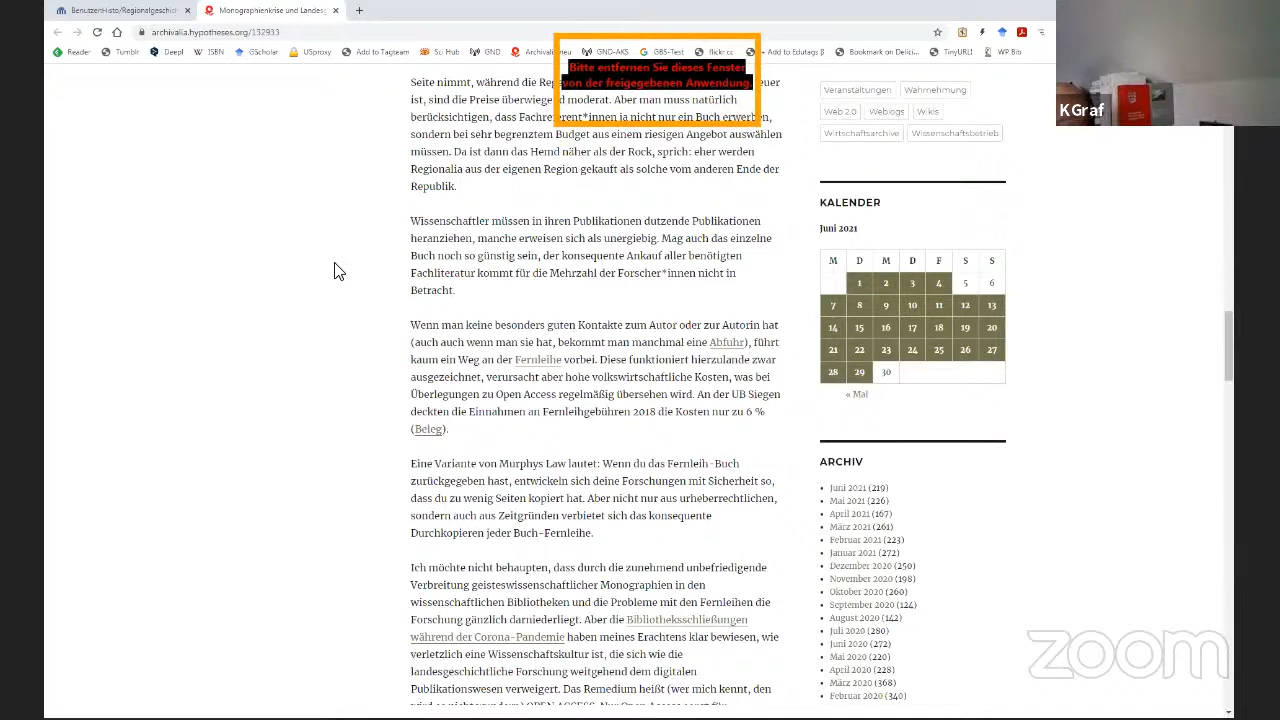 BenutzerHisto/Regionalgeschich
Monographienkrise und Landesg
archivalia.hypotheses.org/132933
Reader
Tumblr
Deepl
ISBN
GScholar
USproxy
Add to Tagteam
Sci Hub
GND
Archivalia neu
GND-AKS
GBS-Test
flickr cc
Add to Edutags β
Bookmark on Delici...
TinyURL!
WP Bib
Bitte entfernen Sie dieses Fenster
von der freigegebenen Anwendung.
KGraf
Seite nimmt, während die
ist, sind die Preise überwiegend moderat. Aber man muss natürlich
berücksichtigen, dass Fachreferent*innen ja nicht nur ein Buch erwerben,
sondern bei sehr begrenztem Budget aus einem riesigen Angebot auswählen
müssen. Da ist dann das Hemd näher als der Rock, sprich: eher werden
Regionalia aus der eigenen Region gekauft als solche vom anderen Ende der
Republik.
Wissenschaftler müssen in ihren Publikationen dutzende Publikationen
heranziehen, manche erweisen sich als unergiebig. Mag auch das einzelne
Buch noch so günstig sein, der konsequente Ankauf aller benötigten
Fachliteratur kommt für die Mehrzahl der Forscher*innen nicht in
Betracht.
Wenn man keine besonders guten Kontakte zum Autor oder zur Autorin hat
(auch auch wenn man sie hat, bekommt man manchmal eine Abfuhr), führt
kaum ein Weg an der Fernleihe vorbei. Diese funktioniert hierzulande zwar
ausgezeichnet, verursacht aber hohe volkswirtschaftliche Kosten, was bei
Überlegungen zu Open Access regelmäßig übersehen wird. An der UB Siegen
deckten die Einnahmen an Fernleihgebühren 2018 die Kosten nur zu 6 %
(Beleg).
Eine Variante von Murphys Law lautet: Wenn du das Fernleih-Buch
zurückgegeben hast, entwickeln sich deine Forschungen mit Sicherheit so,
dass du zu wenig Seiten kopiert hat. Aber nicht nur aus urheberrechtlichen,
sondern auch aus Zeitgründen verbietet sich das konsequente
Durchkopieren jeder Buch-Fernleihe.
Ich möchte nicht behaupten, dass durch die zunehmend unbefriedigende
Verbreitung geisteswissenschaftlicher Monographien in den
wissenschaftlichen Bibliotheken und die Probleme mit den Fernleihen die
Forschung gänzlich darniederliegt. Aber die Bibliotheksschließungen
während der Corona-Pandemie haben meines Erachtens klar bewiesen, wie
verletzlich eine Wissenschaftskultur ist, die sich wie die
landesgeschichtliche Forschung weitgehend dem digitalen
Publikationswesen verweigert. Das Remedium heißt (wer mich kennt, den
Veranstaltungen
Wahrnehmung
Web 2.0
Weblogs
Wikis
Wirtschaftsarchive
Wissenschaftsbetrieb
KALENDER
Juni 2021
M D M D F S S
1 2 3 4 5 6
7 8 9 10 11 12 13
14 15 16 17 18 19 20
21 22 23 24 25 26 27
28 29 30
« Mai
ARCHIV
Juni 2021 (219)
Mai 2021 (226)
April 2021 (167)
März 2021 (261)
Februar 2021 (223)
Januar 2021 (272)
Dezember 2020 (250)
November 2020 (198)
Oktober 2020 (260)
September 2020 (124)
August 2020 (142)
Juli 2020 (280)
Juni 2020 (272)
Mai 2020 (220)
April 2020 (228)
März 2020 (368)
Februar 2020 (340)
zoom